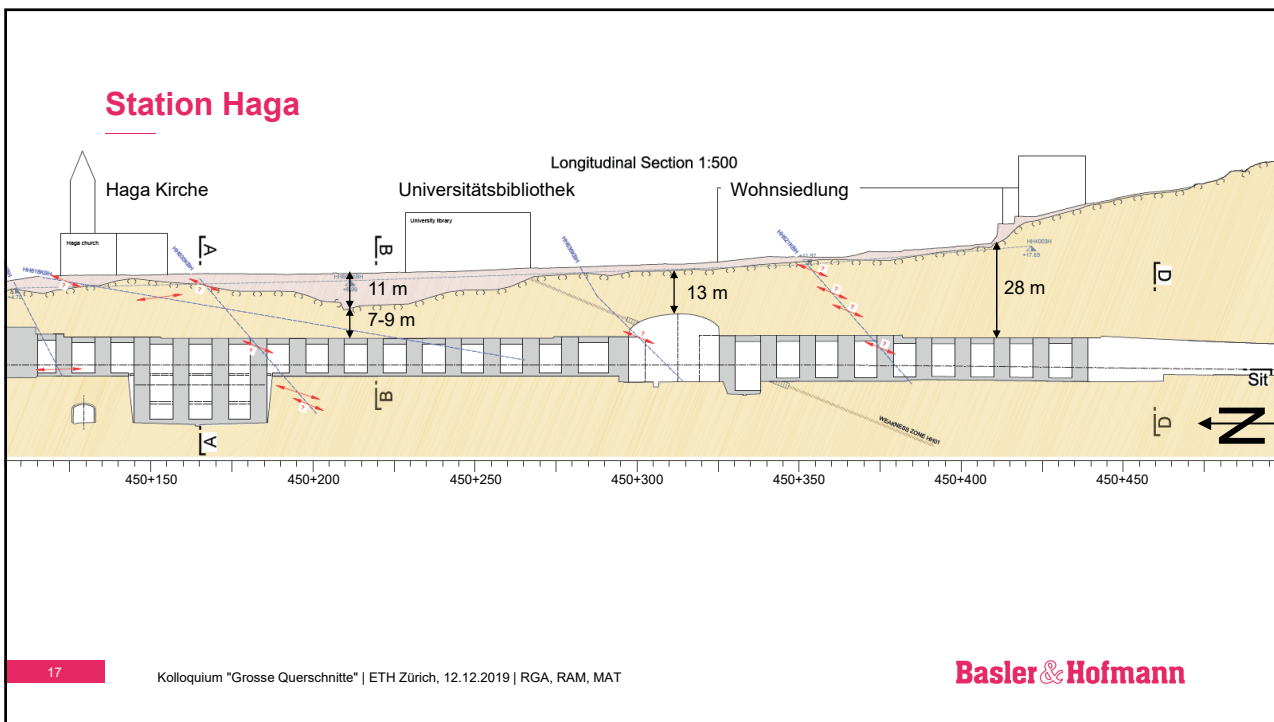 Station Haga
Longitudinal Section 1:500
Haga Kirche
Universitätsbibliothek
Wohnsiedlung
University library
Haga church
A
B
D
11 m
7-9 m
13 m
28 m
+17.69
B
A
D
Sit
N
WEAKNESS ZONE HH01
450+150
450+200
450+250
450+300
450+350
450+400
450+450
17
Kolloquium "Grosse Querschnitte" | ETH Zürich, 12.12.2019 | RGA, RAM, MAT
Basler & Hofmann